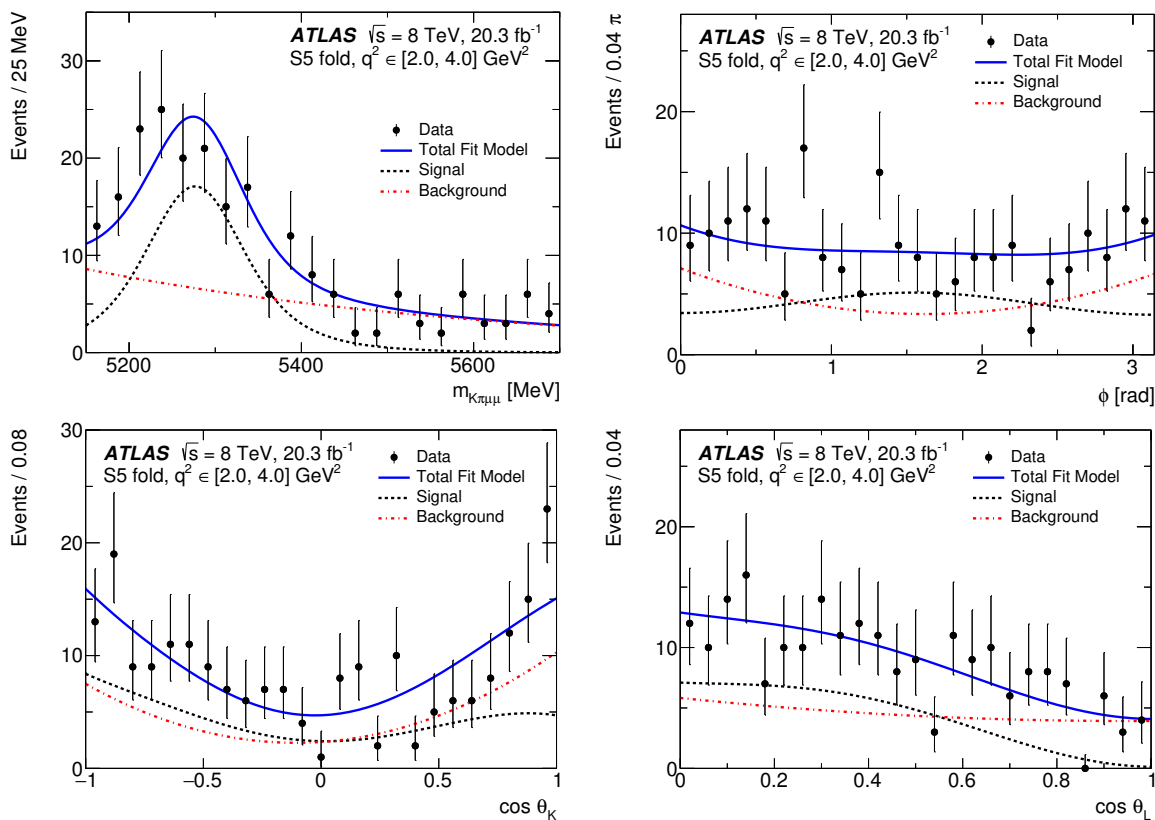 Events / 25 MeV
30
20
10
0
ATLAS √s = 8 TeV, 20.3 fb⁻¹
S5 fold, q² ∈ [2.0, 4.0] GeV²
Data
Total Fit Model
Signal
Background
5200 5400 5600
m_Kπμμ [MeV]
Events / 0.04 π
20
10
0
ATLAS √s = 8 TeV, 20.3 fb⁻¹
S5 fold, q² ∈ [2.0, 4.0] GeV²
Data
Total Fit Model
Signal
Background
0 1 2 3
φ [rad]
Events / 0.08
30
20
10
0
ATLAS √s = 8 TeV, 20.3 fb⁻¹
S5 fold, q² ∈ [2.0, 4.0] GeV²
Data
Total Fit Model
Signal
Background
−1 −0.5 0 0.5 1
cos θ_K
Events / 0.04
20
10
0
ATLAS √s = 8 TeV, 20.3 fb⁻¹
S5 fold, q² ∈ [2.0, 4.0] GeV²
Data
Total Fit Model
Signal
Background
0 0.2 0.4 0.6 0.8 1
cos θ_L